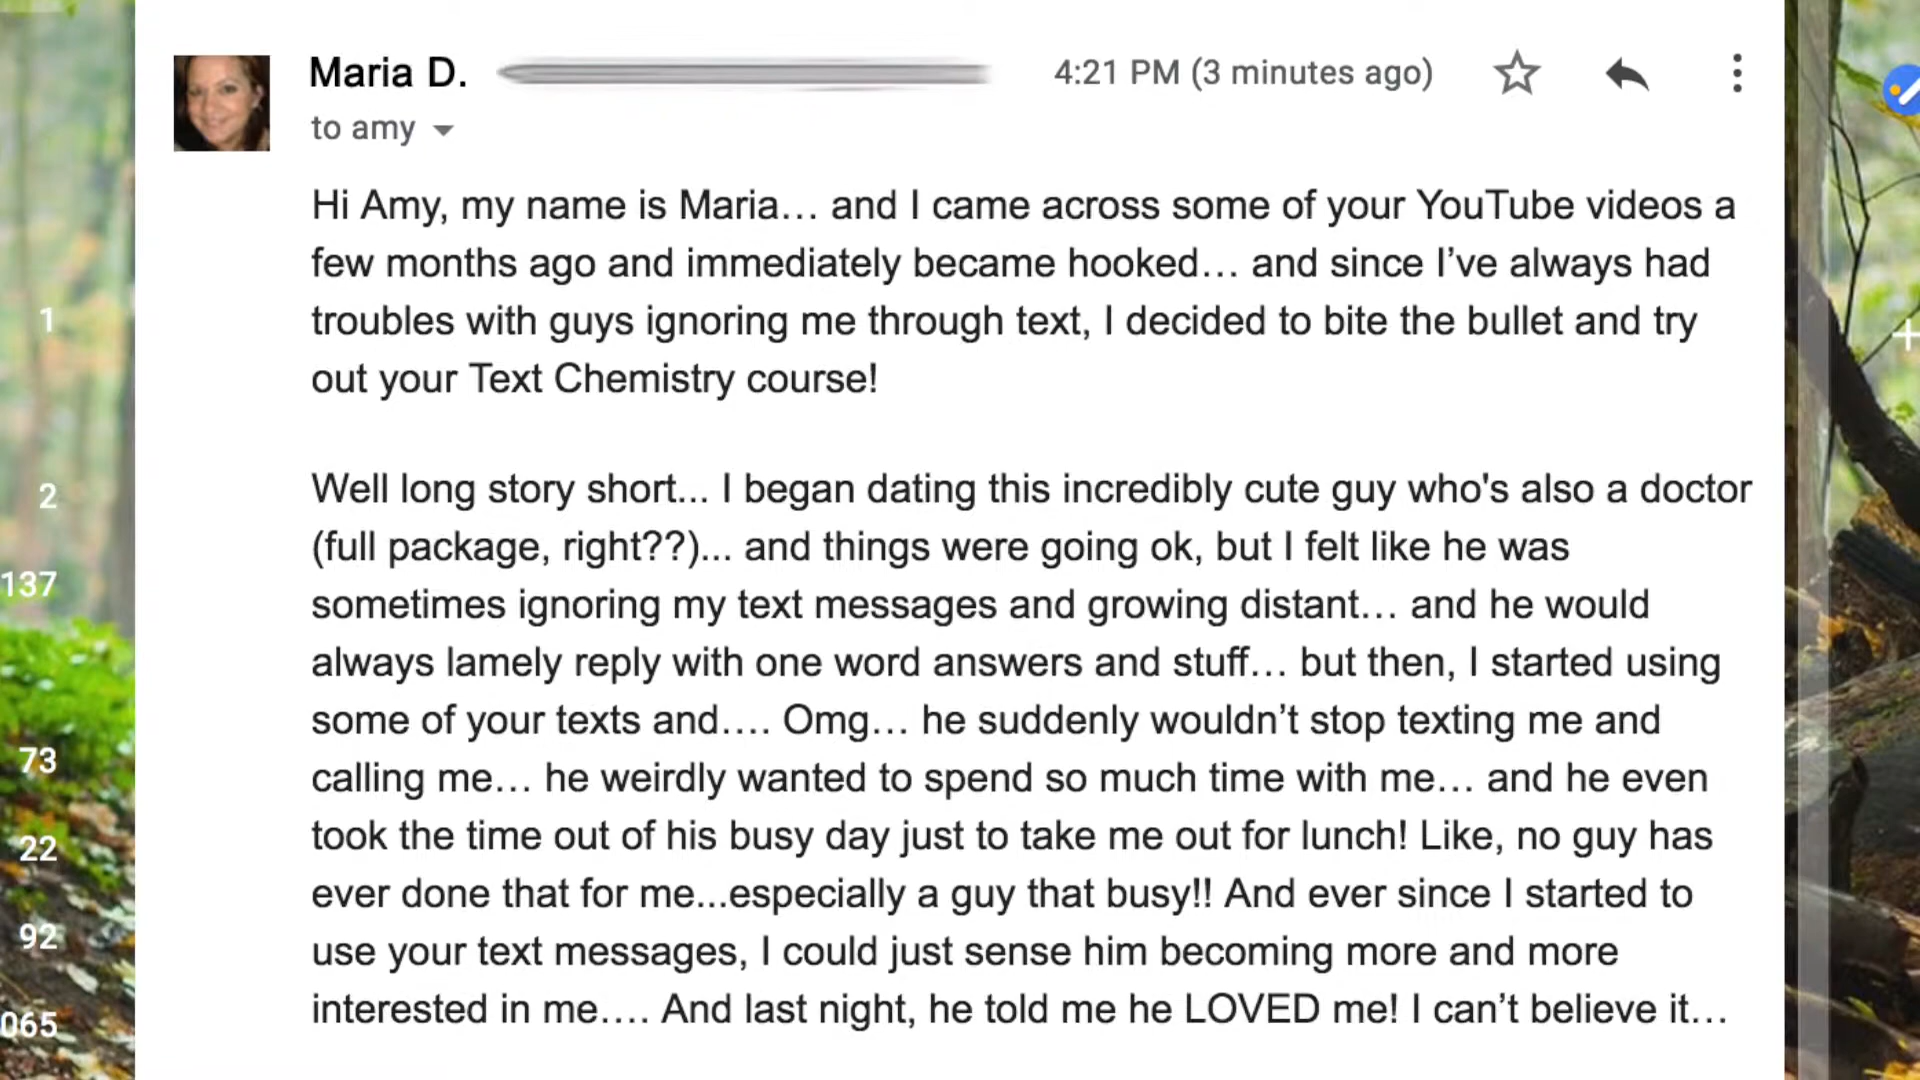 Maria D.
4:21 PM (3 minutes ago)
to amy
Hi Amy, my name is Maria… and I came across some of your YouTube videos a
few months ago and immediately became hooked… and since I’ve always had
troubles with guys ignoring me through text, I decided to bite the bullet and try
out your Text Chemistry course!
Well long story short... I began dating this incredibly cute guy who's also a doctor
(full package, right??)... and things were going ok, but I felt like he was
sometimes ignoring my text messages and growing distant… and he would
always lamely reply with one word answers and stuff… but then, I started using
some of your texts and…. Omg… he suddenly wouldn’t stop texting me and
calling me… he weirdly wanted to spend so much time with me… and he even
took the time out of his busy day just to take me out for lunch! Like, no guy has
ever done that for me...especially a guy that busy!! And ever since I started to
use your text messages, I could just sense him becoming more and more
interested in me…. And last night, he told me he LOVED me! I can’t believe it…
1
2
137
73
22
92
065